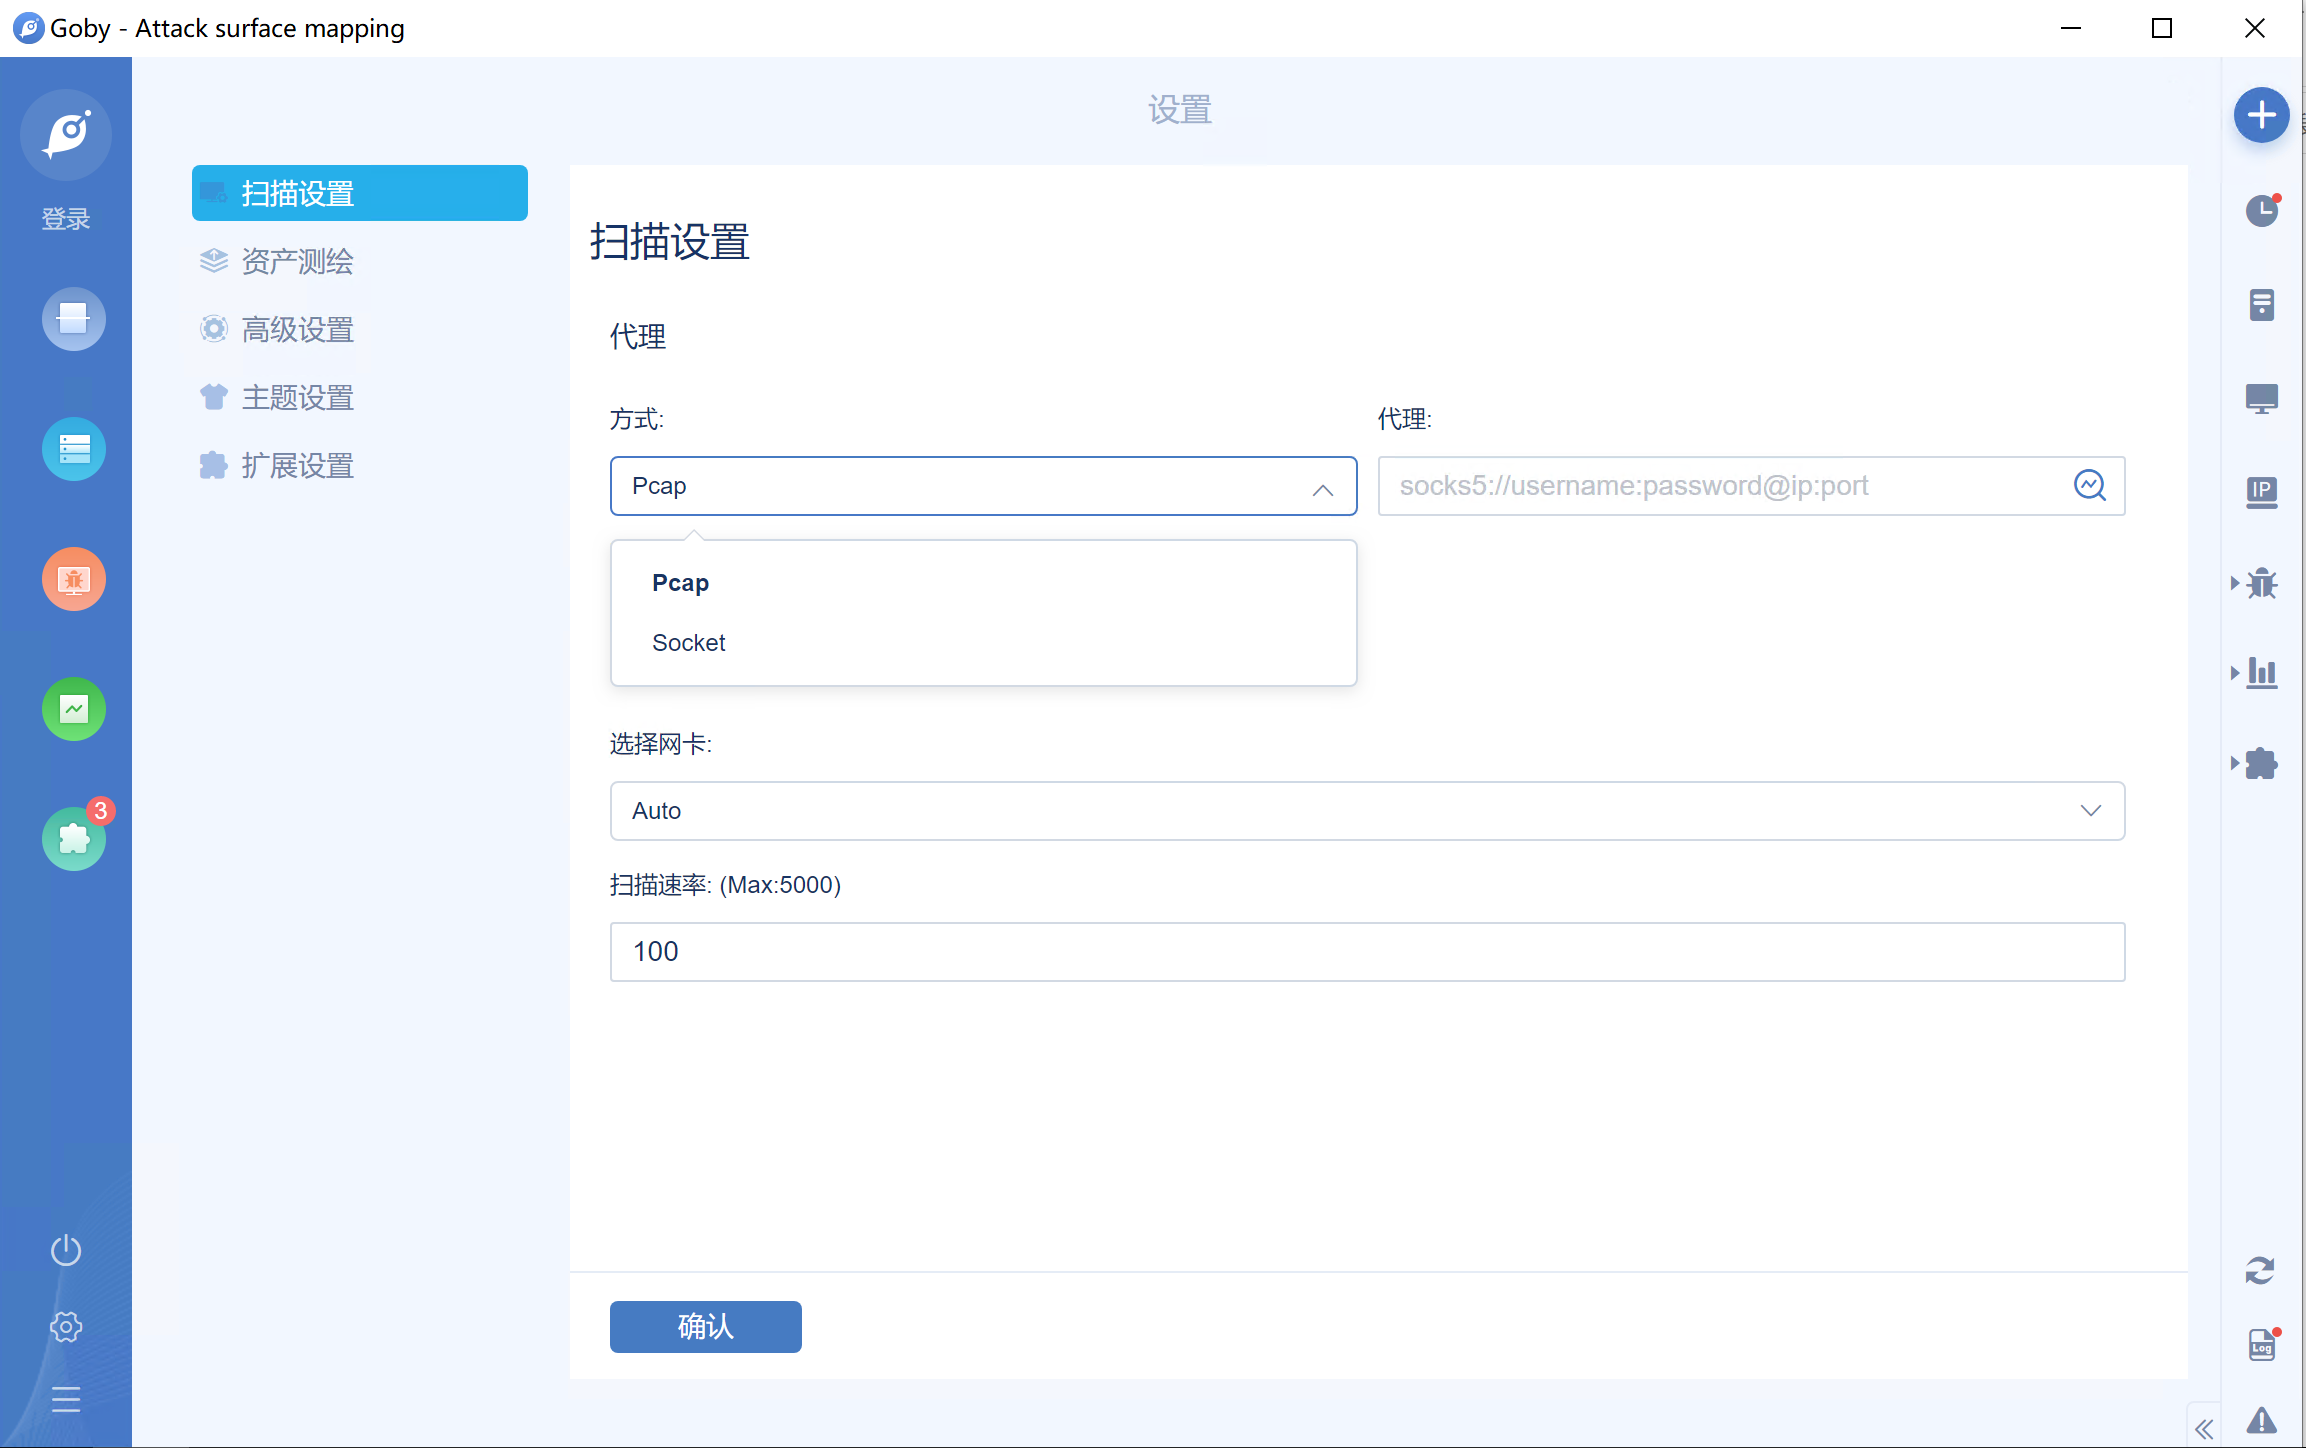 Goby - Attack surface mapping
设置
登录
扫描设置
资产测绘
高级设置
主题设置
扩展设置
扫描设置
代理
方式:
代理:
Pcap
socks5://username:password@ip:port
Pcap
Socket
选择网卡:
Auto
扫描速率: (Max:5000)
100
确认
3
IP
Log